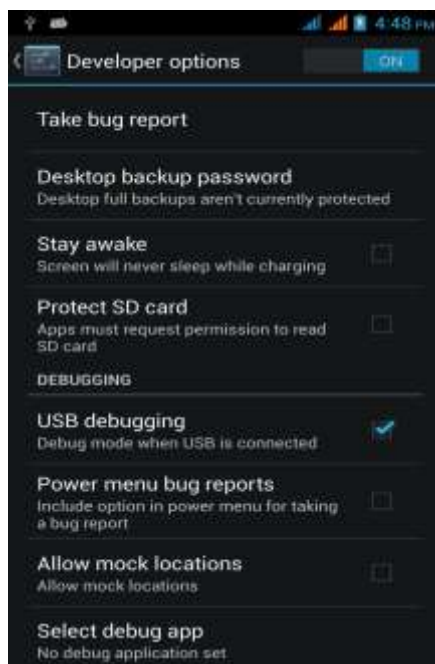 4:48 PM
Developer options
ON
Take bug report
Desktop backup password
Desktop full backups aren't currently protected
Stay awake
Screen will never sleep while charging
Protect SD card
Apps must request permission to read
SD card
DEBUGGING
USB debugging
Debug mode when USB is connected
Power menu bug reports
Include option in power menu for taking
a bug report
Allow mock locations
Allow mock locations
Select debug app
No debug application set